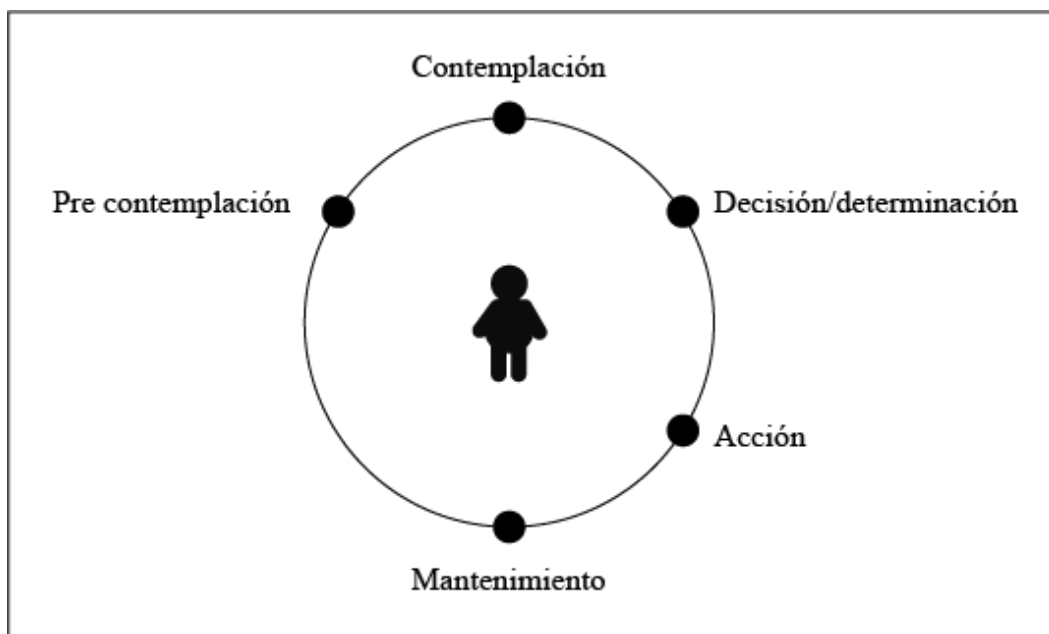 Contemplación
Pre contemplación
Decisión/determinación
Acción
Mantenimiento